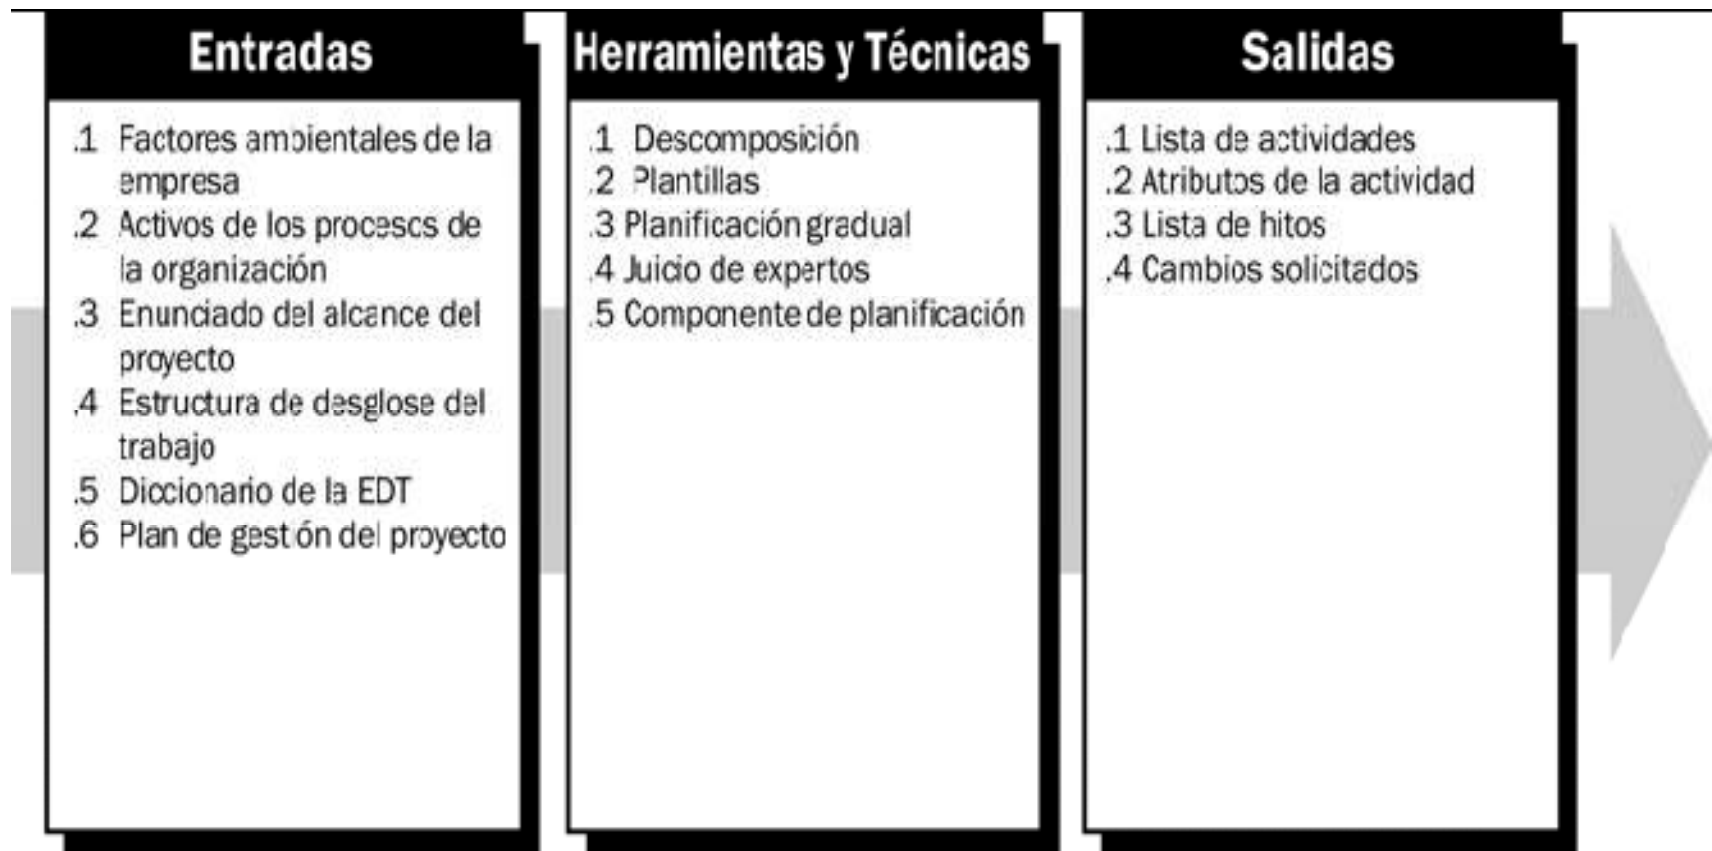 Entradas
.1 Factores ambientales de la
empresa
.2 Activos de los procesos de
la organización
.3 Enunciado del alcance del
proyecto
.4 Estructura de desglose del
trabajo
.5 Diccionario de la EDT
.6 Plan de gestión del proyecto
Herramientas y Técnicas
.1 Descomposición
.2 Plantillas
.3 Planificación gradual
.4 Juicio de expertos
.5 Componente de planificación
Salidas
.1 Lista de actividades
.2 Atributos de la actividad
.3 Lista de hitos
.4 Cambios solicitados